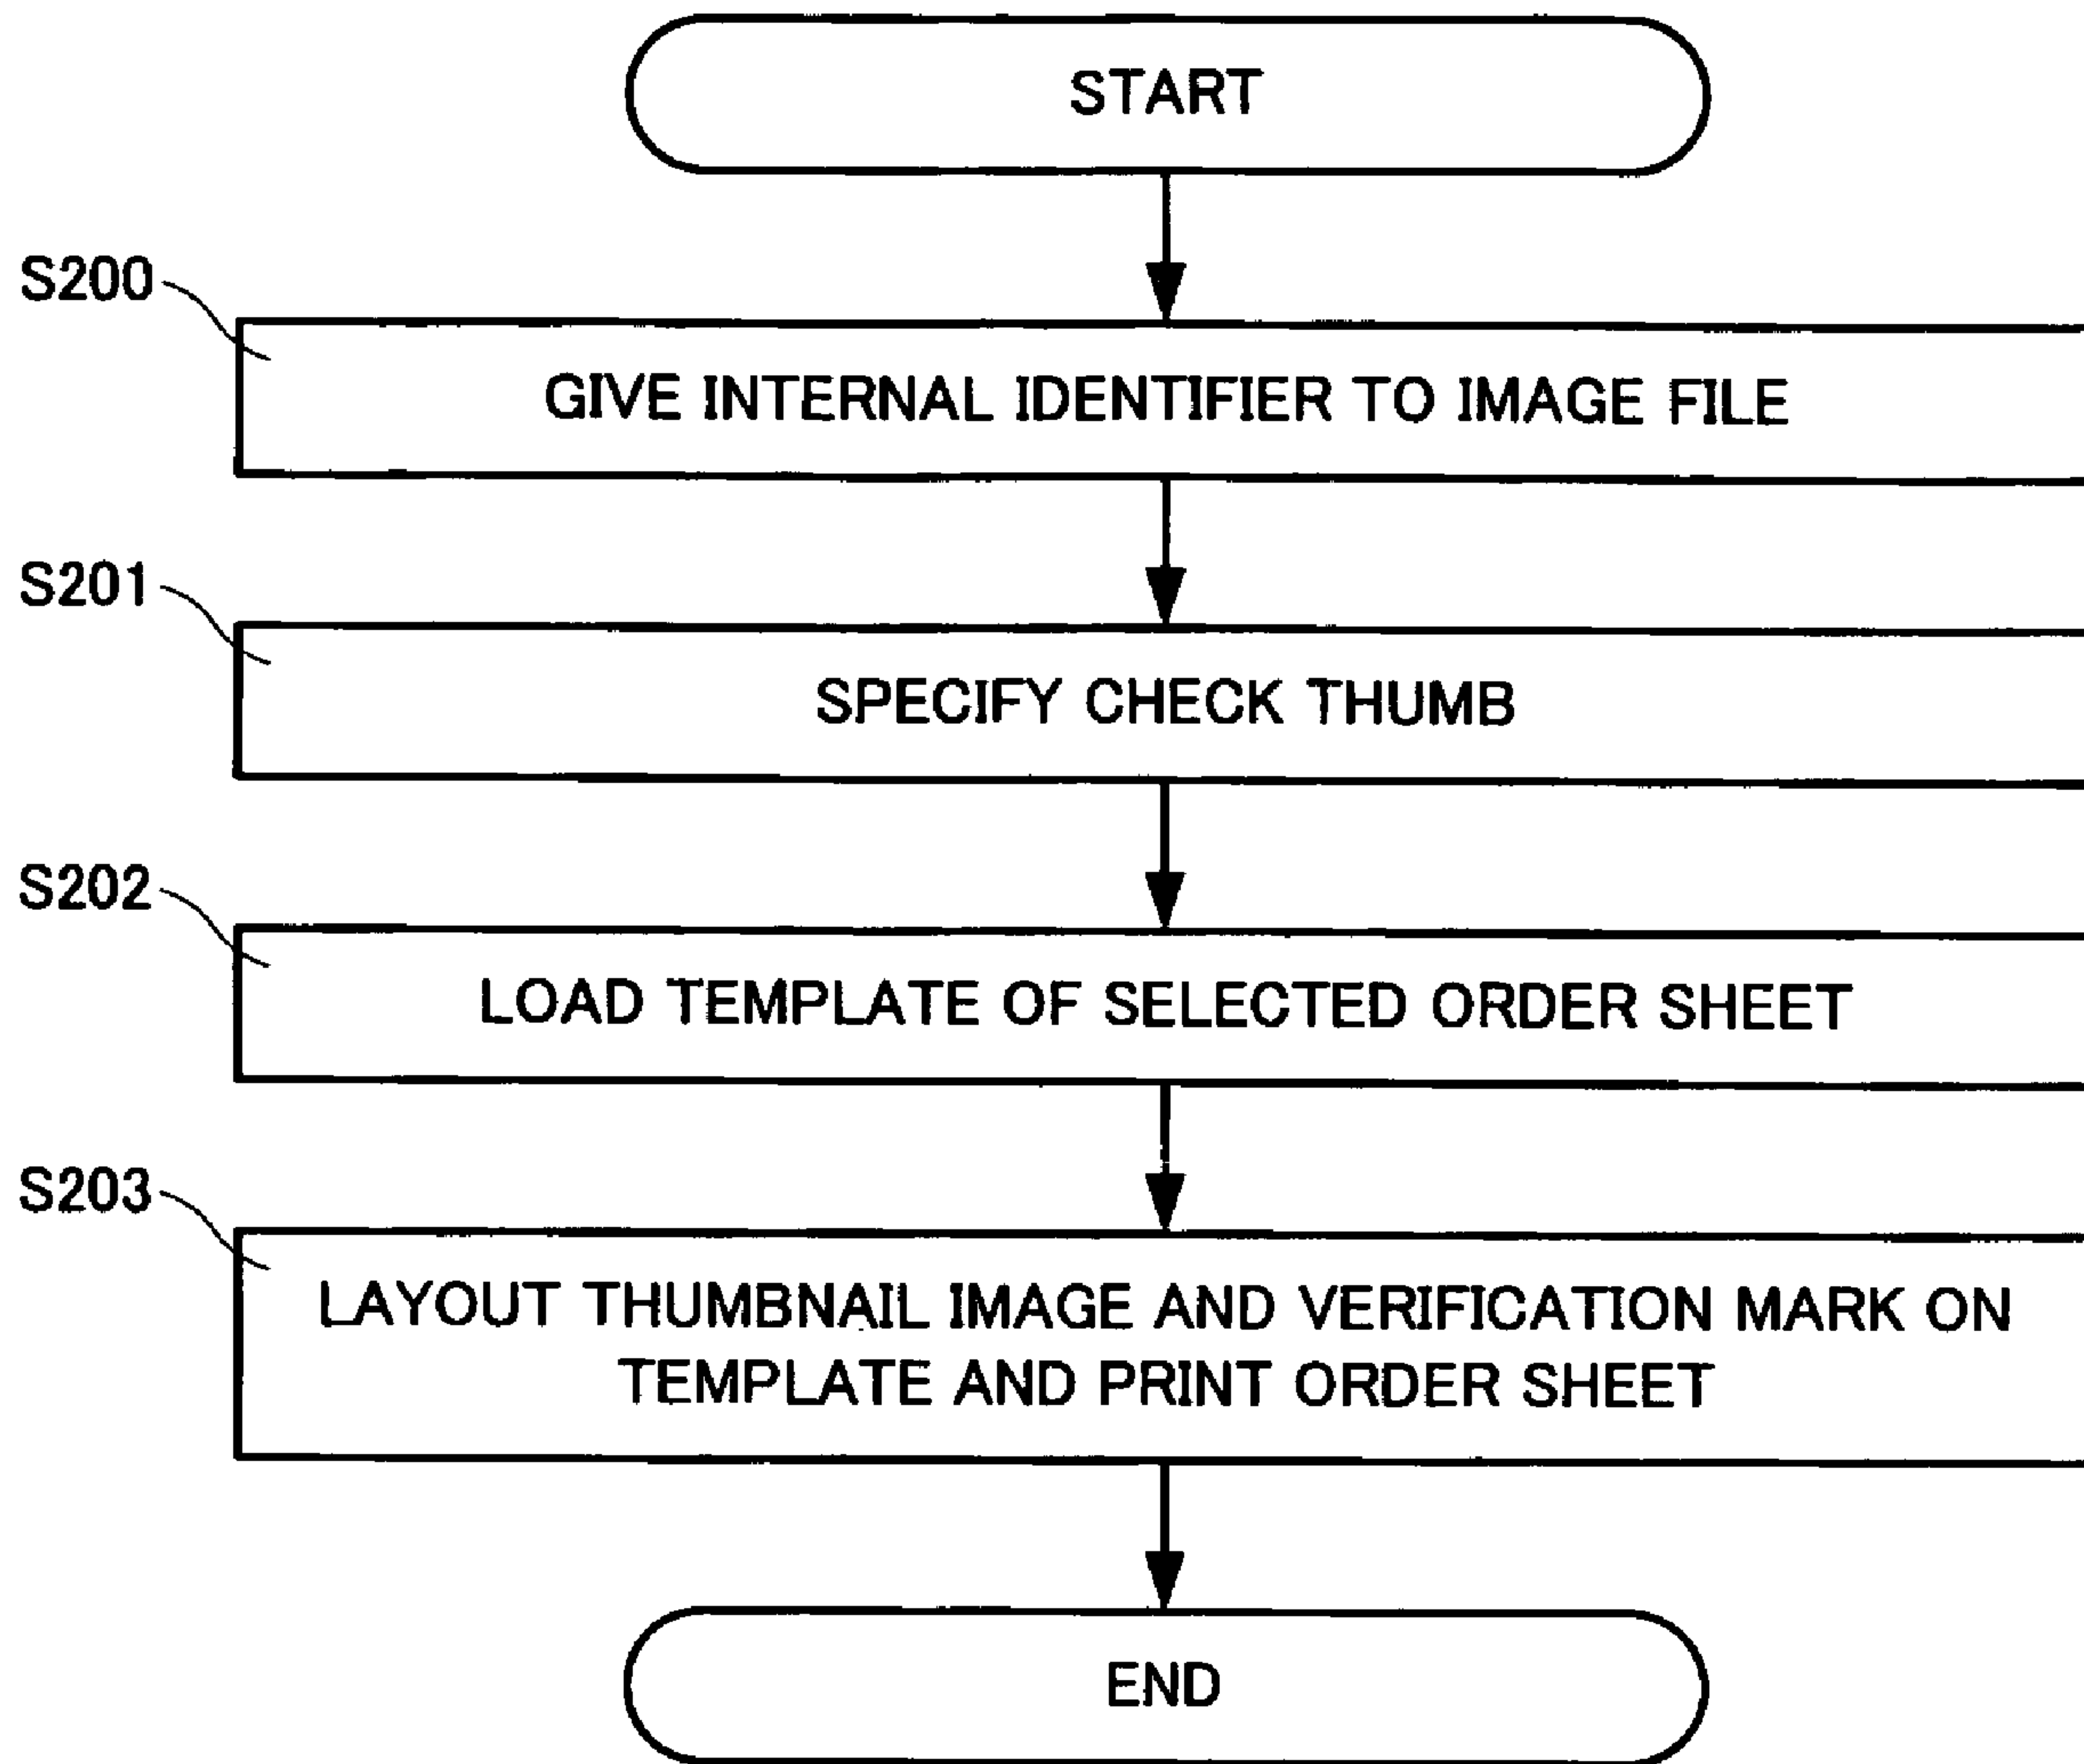 START
S200
GIVE INTERNAL IDENTIFIER TO IMAGE FILE
S201
SPECIFY CHECK THUMB
S202
LOAD TEMPLATE OF SELECTED ORDER SHEET
S203
LAYOUT THUMBNAIL IMAGE AND VERIFICATION MARK ON
TEMPLATE AND PRINT ORDER SHEET
END